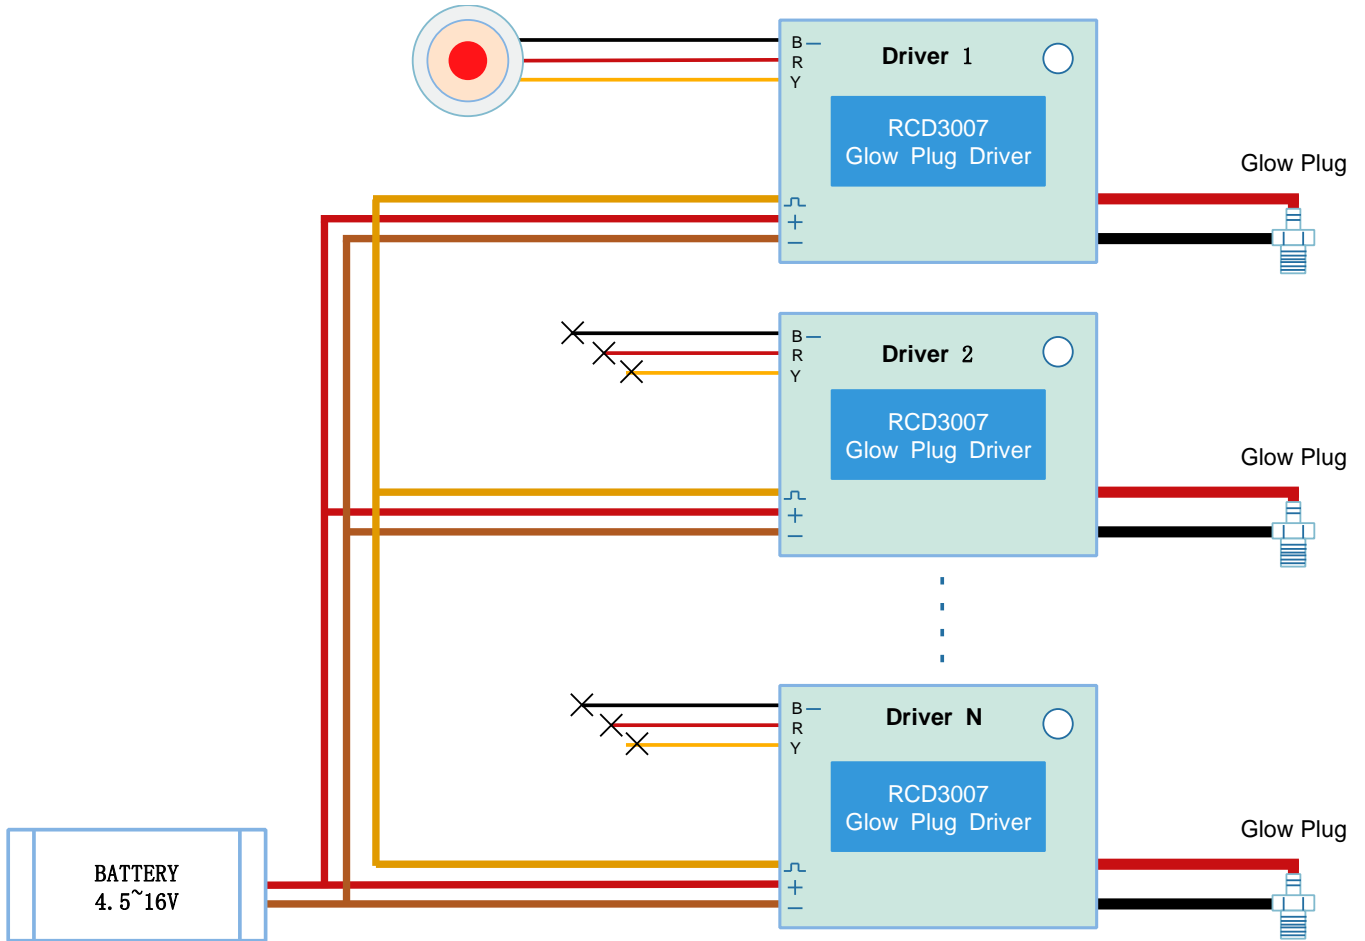 B
R
Y
Driver 1
RCD3007
Glow Plug Driver
Glow Plug
+
−
B
R
Y
Driver 2
RCD3007
Glow Plug Driver
Glow Plug
+
−
B
R
Y
Driver N
RCD3007
Glow Plug Driver
Glow Plug
+
−
BATTERY
4.5~16V